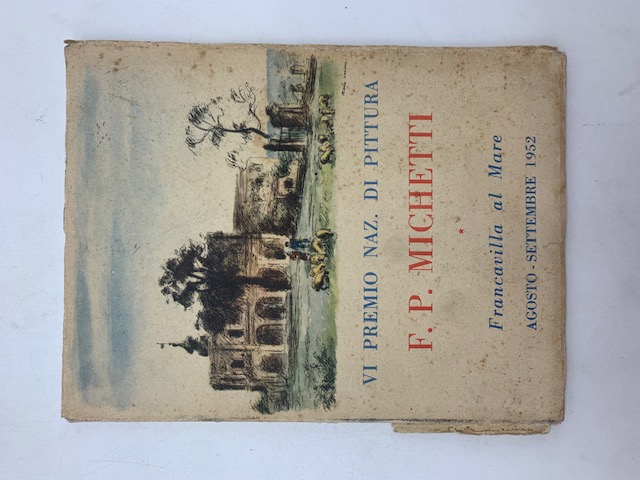 VI PREMIO NAZ. DI PITTURA
F. P. MICHETTI
*
Francavilla al Mare
AGOSTO - SETTEMBRE 1952